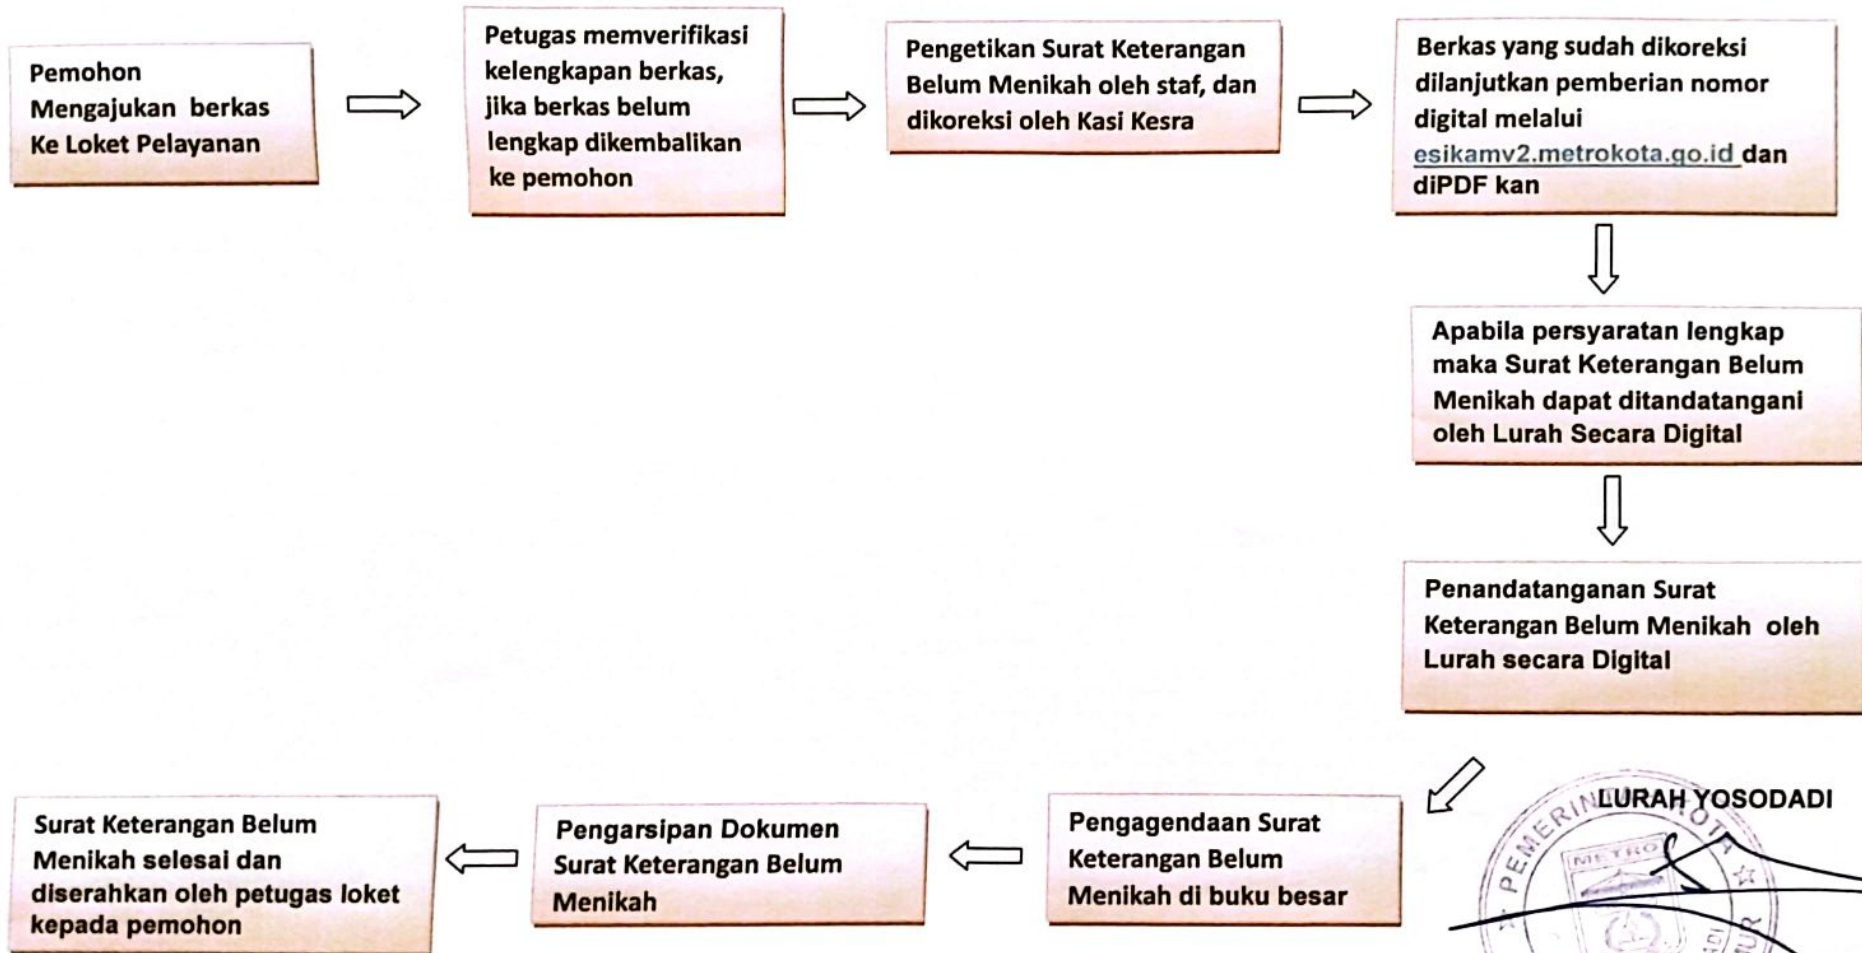 Pemohon
Mengajukan berkas
Ke Loket Pelayanan
Petugas memverifikasi
kelengkapan berkas,
jika berkas belum
lengkap dikembalikan
ke pemohon
Pengetikan Surat Keterangan
Belum Menikah oleh staf, dan
dikoreksi oleh Kasi Kesra
Berkas yang sudah dikoreksi
dilanjutkan pemberian nomor
digital melalui
esikamv2.metrokota.go.id dan
diPDF kan
Apabila persyaratan lengkap
maka Surat Keterangan Belum
Menikah dapat ditandatangani
oleh Lurah Secara Digital
Penandatanganan Surat
Keterangan Belum Menikah oleh
Lurah secara Digital
Pengagendaan Surat
Keterangan Belum
Menikah di buku besar
Pengarsipan Dokumen
Surat Keterangan Belum
Menikah
Surat Keterangan Belum
Menikah selesai dan
diserahkan oleh petugas loket
kepada pemohon
LURAH YOSODADI
PEMERINTAH KOTA
METRO